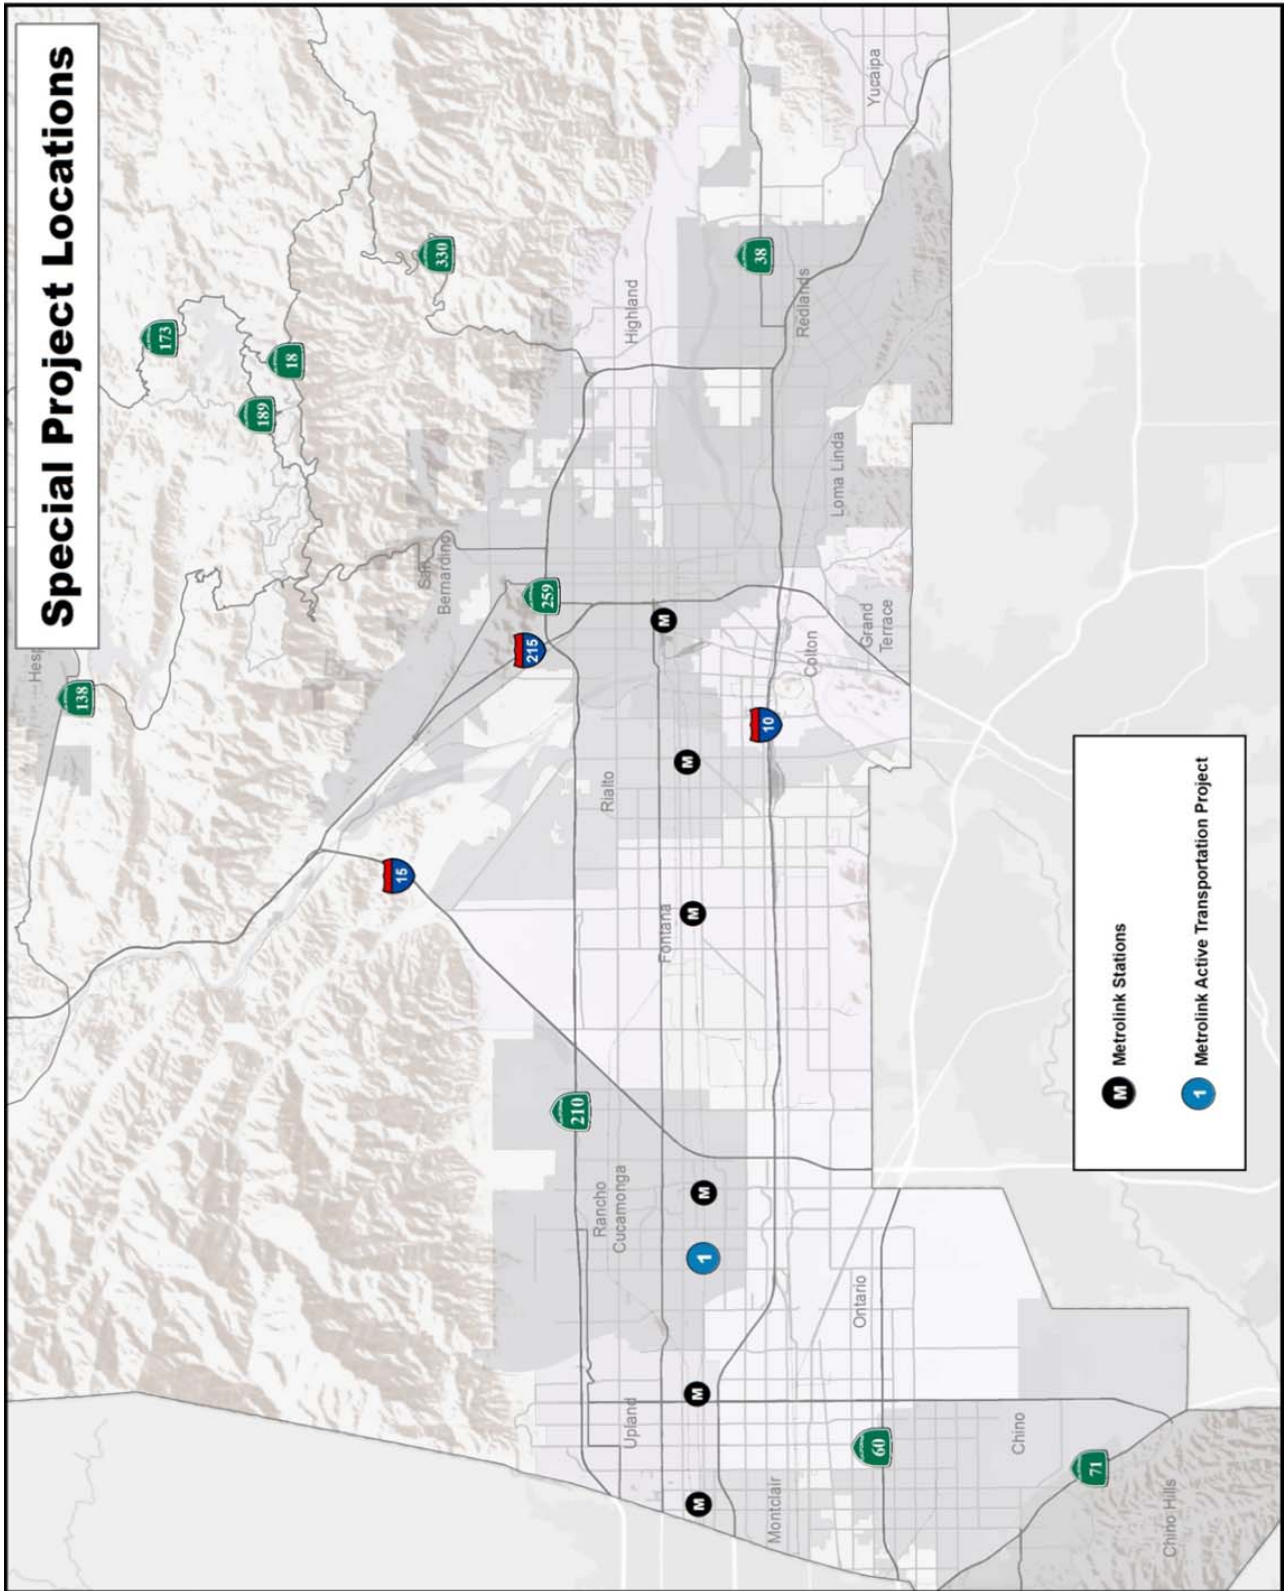 Special Project Locations
Hesp
138
173
189
18
330
15
215
259
San
Bernardino
Highland
38
Yucaipa
Redlands
Loma Linda
Grand
Terrace
Colton
10
Rialto
Fontana
210
Rancho
Cucamonga
Upland
Ontario
Montclair
60
Chino
71
Chino Hills
M
M
M
M
1
M
M
M Metrolink Stations
1 Metrolink Active Transportation Project